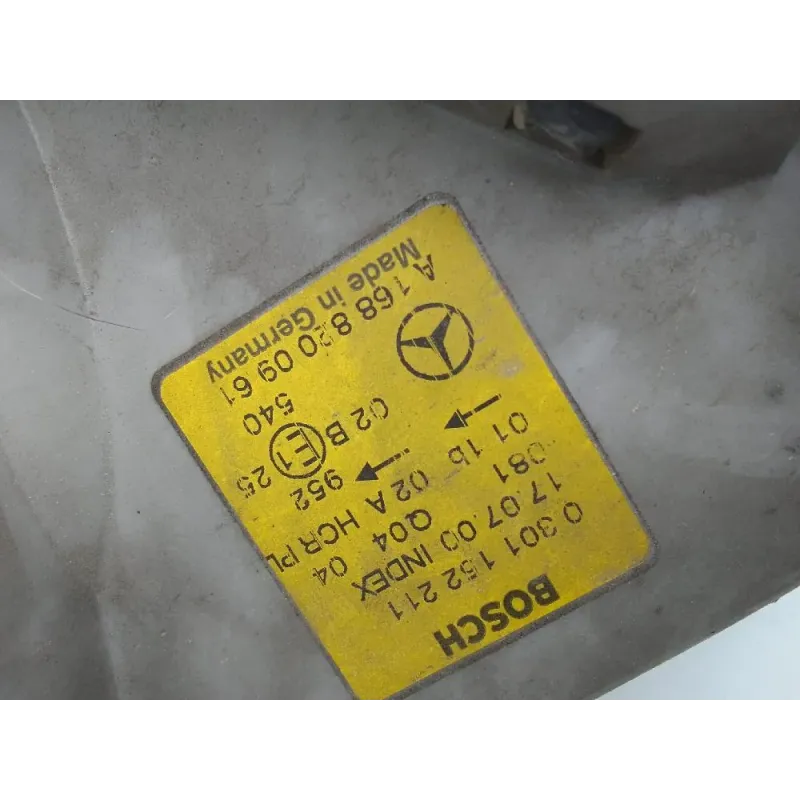 BOSCH
0 301 152 211
17.07.00 INDEX 04
081 Q04
01 1b 02 A HCR PL
952 25
E1
02 B 540
A 168 820 09 61
Made in Germany